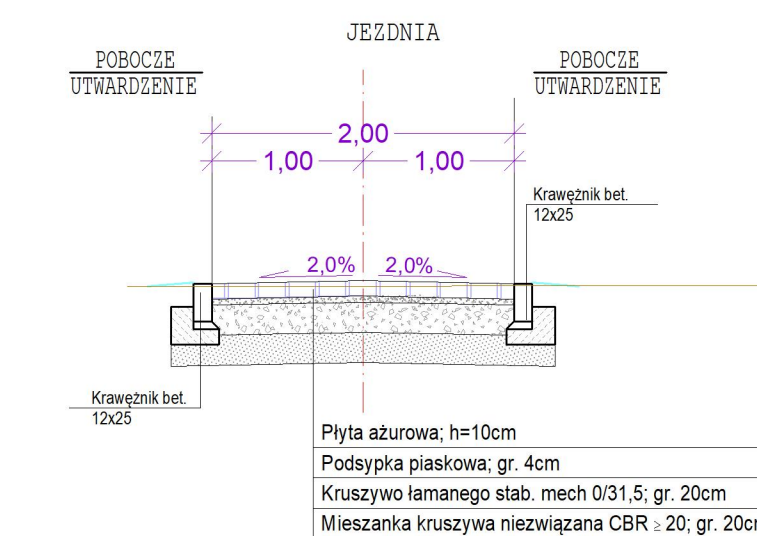 JEZDNIA
POBOCZE
UTWARDZENIE
POBOCZE
UTWARDZENIE
2,00
1,00
1,00
Krawężnik bet.
12x25
2,0%
2,0%
Krawężnik bet.
12x25
Płyta ażurowa; h=10cm
Podsypka piaskowa; gr. 4cm
Kruszywo łamanego stab. mech 0/31,5; gr. 20cm
Mieszanka kruszywa niezwiązana CBR ≥ 20; gr.